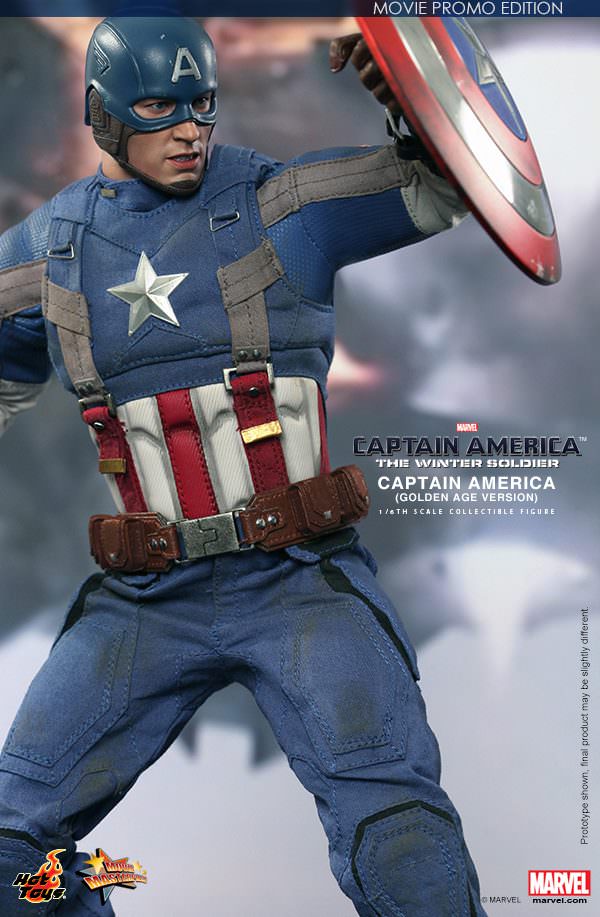 MOVIE PROMO EDITION
A
MARVEL
CAPTAIN AMERICA™
THE WINTER SOLDIER
CAPTAIN AMERICA
(GOLDEN AGE VERSION)
1/6TH SCALE COLLECTIBLE FIGURE
Prototype shown, final product may be slightly different.
Hot Toys
MOVIE MASTERPIECE
© MARVEL
MARVEL
marvel.com